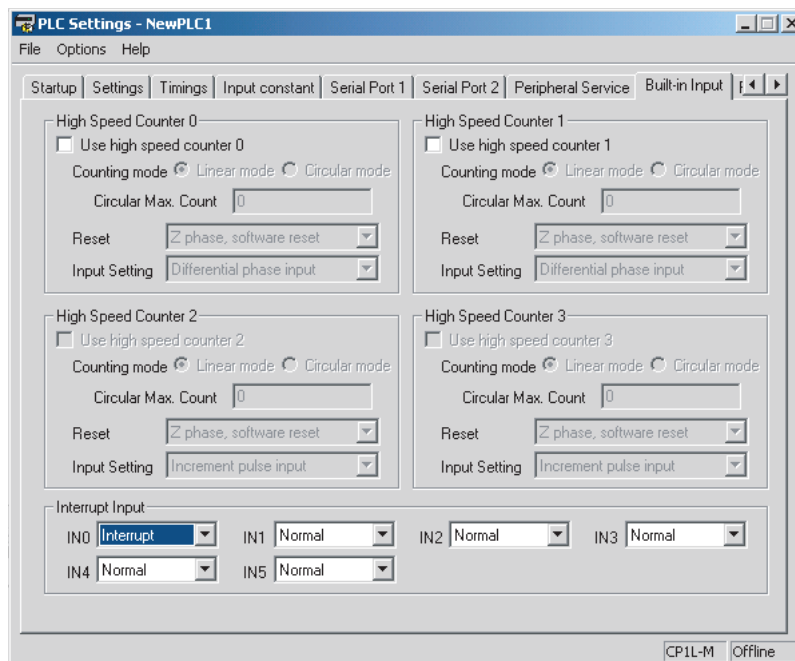 PLC Settings - NewPLC1
File Options Help
Startup Settings Timings Input constant Serial Port 1 Serial Port 2 Peripheral Service Built-in Input
High Speed Counter 0
Use high speed counter 0
Counting mode Linear mode Circular mode
Circular Max. Count 0
Reset Z phase, software reset
Input Setting Differential phase input
High Speed Counter 1
Use high speed counter 1
Counting mode Linear mode Circular mode
Circular Max. Count 0
Reset Z phase, software reset
Input Setting Differential phase input
High Speed Counter 2
Use high speed counter 2
Counting mode Linear mode Circular mode
Circular Max. Count 0
Reset Z phase, software reset
Input Setting Increment pulse input
High Speed Counter 3
Use high speed counter 3
Counting mode Linear mode Circular mode
Circular Max. Count 0
Reset Z phase, software reset
Input Setting Increment pulse input
Interrupt Input
IN0 Interrupt IN1 Normal IN2 Normal IN3 Normal
IN4 Normal IN5 Normal
CP1L-M Offline